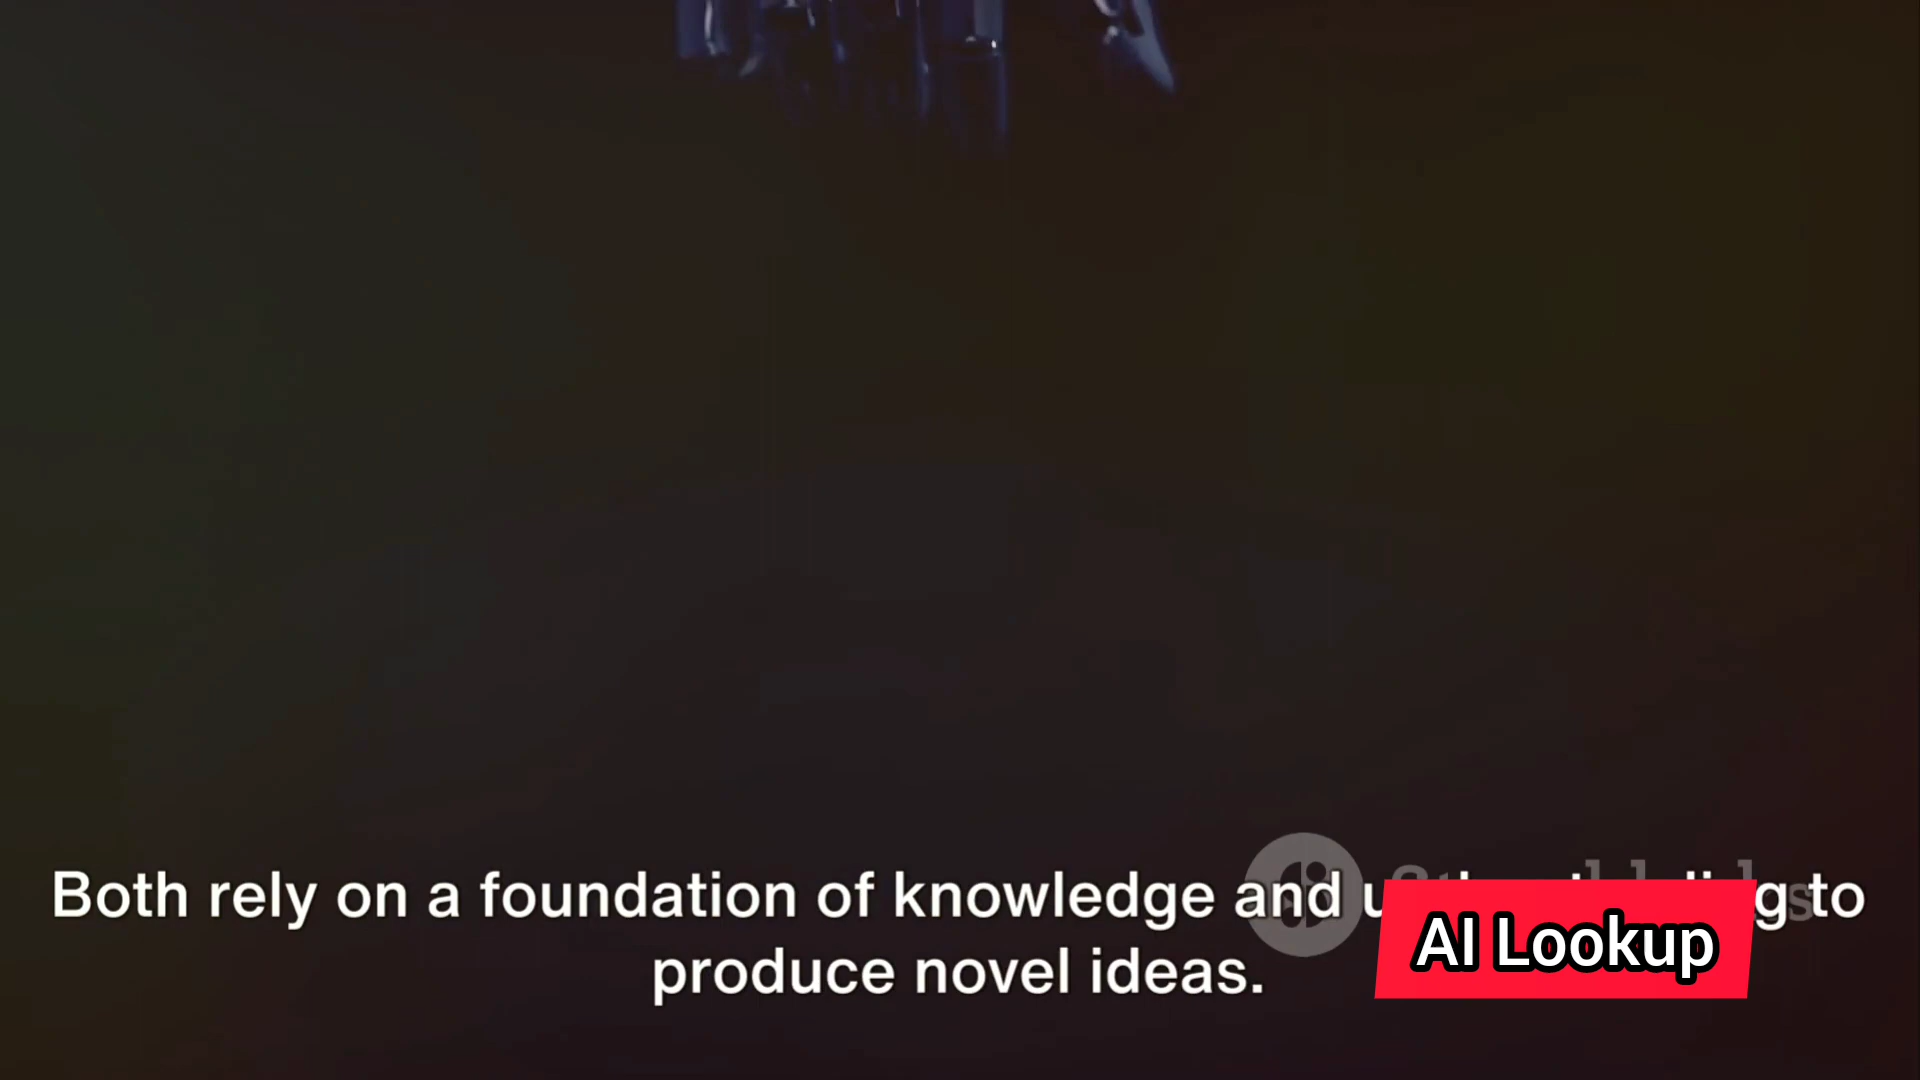 Both rely on a foundation of knowledge and to
produce novel ideas.
AI Lookup